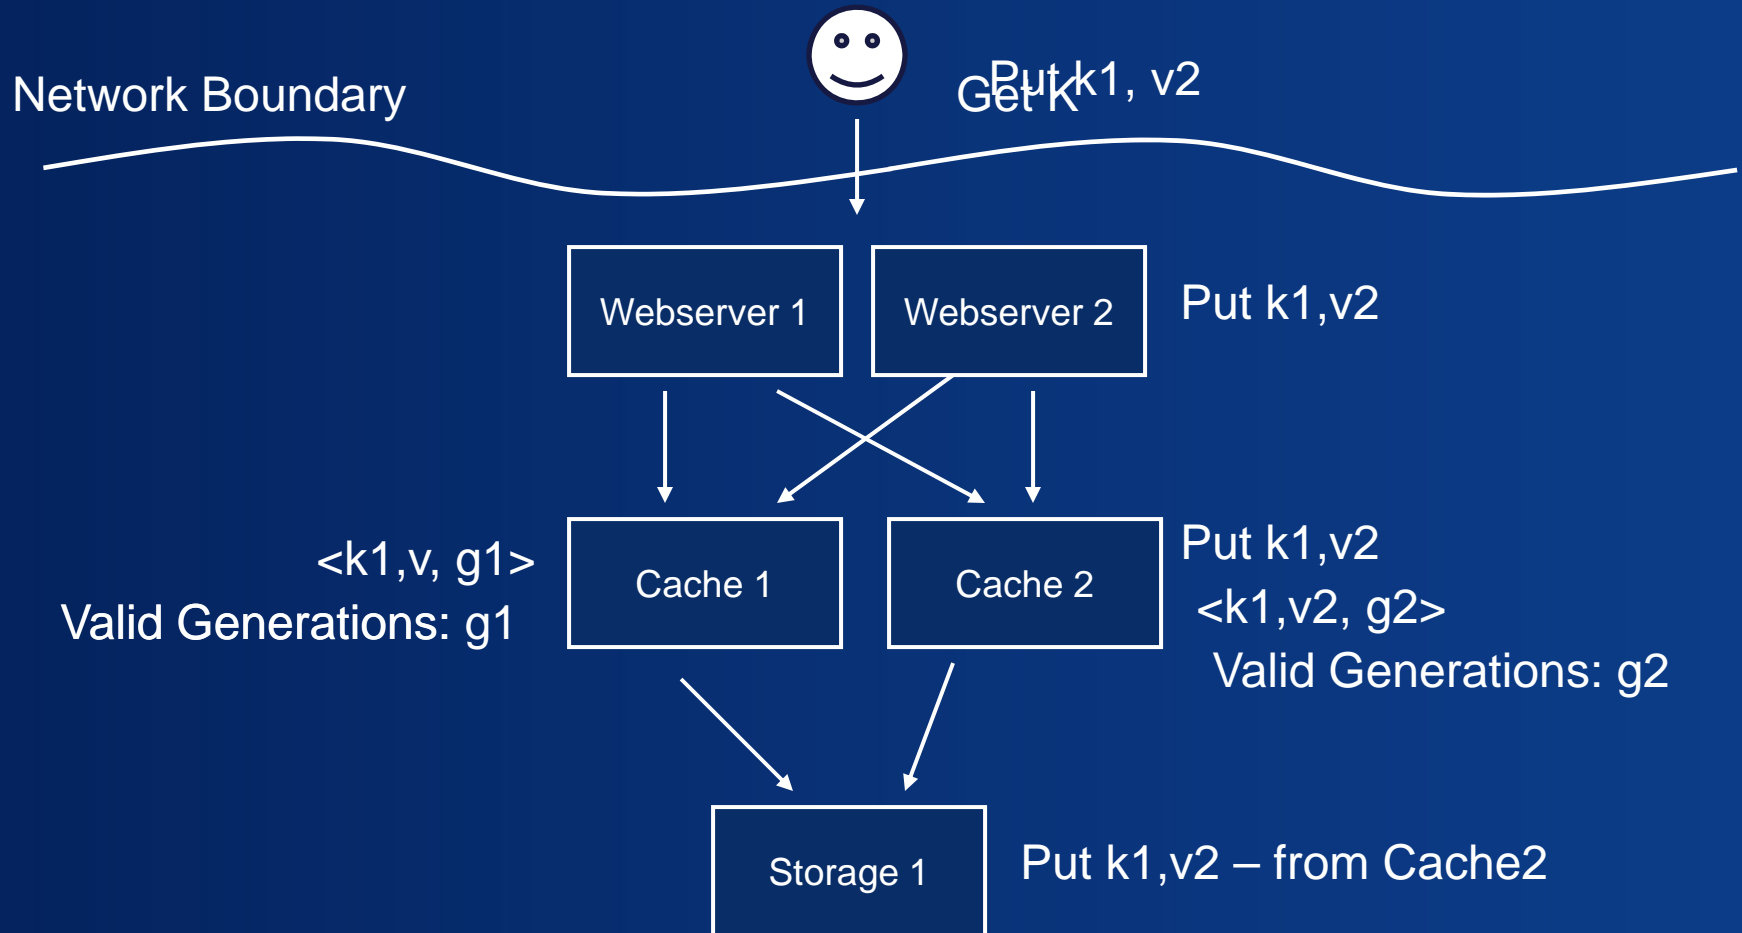 Network Boundary
Get K
Put k1, v2
Webserver 1
Webserver 2
Put k1,v2
<k1,v, g1>
Valid Generations: g1
Cache 1
Cache 2
Put k1,v2
<k1,v2, g2>
Valid Generations: g2
Storage 1
Put k1,v2 – from Cache2